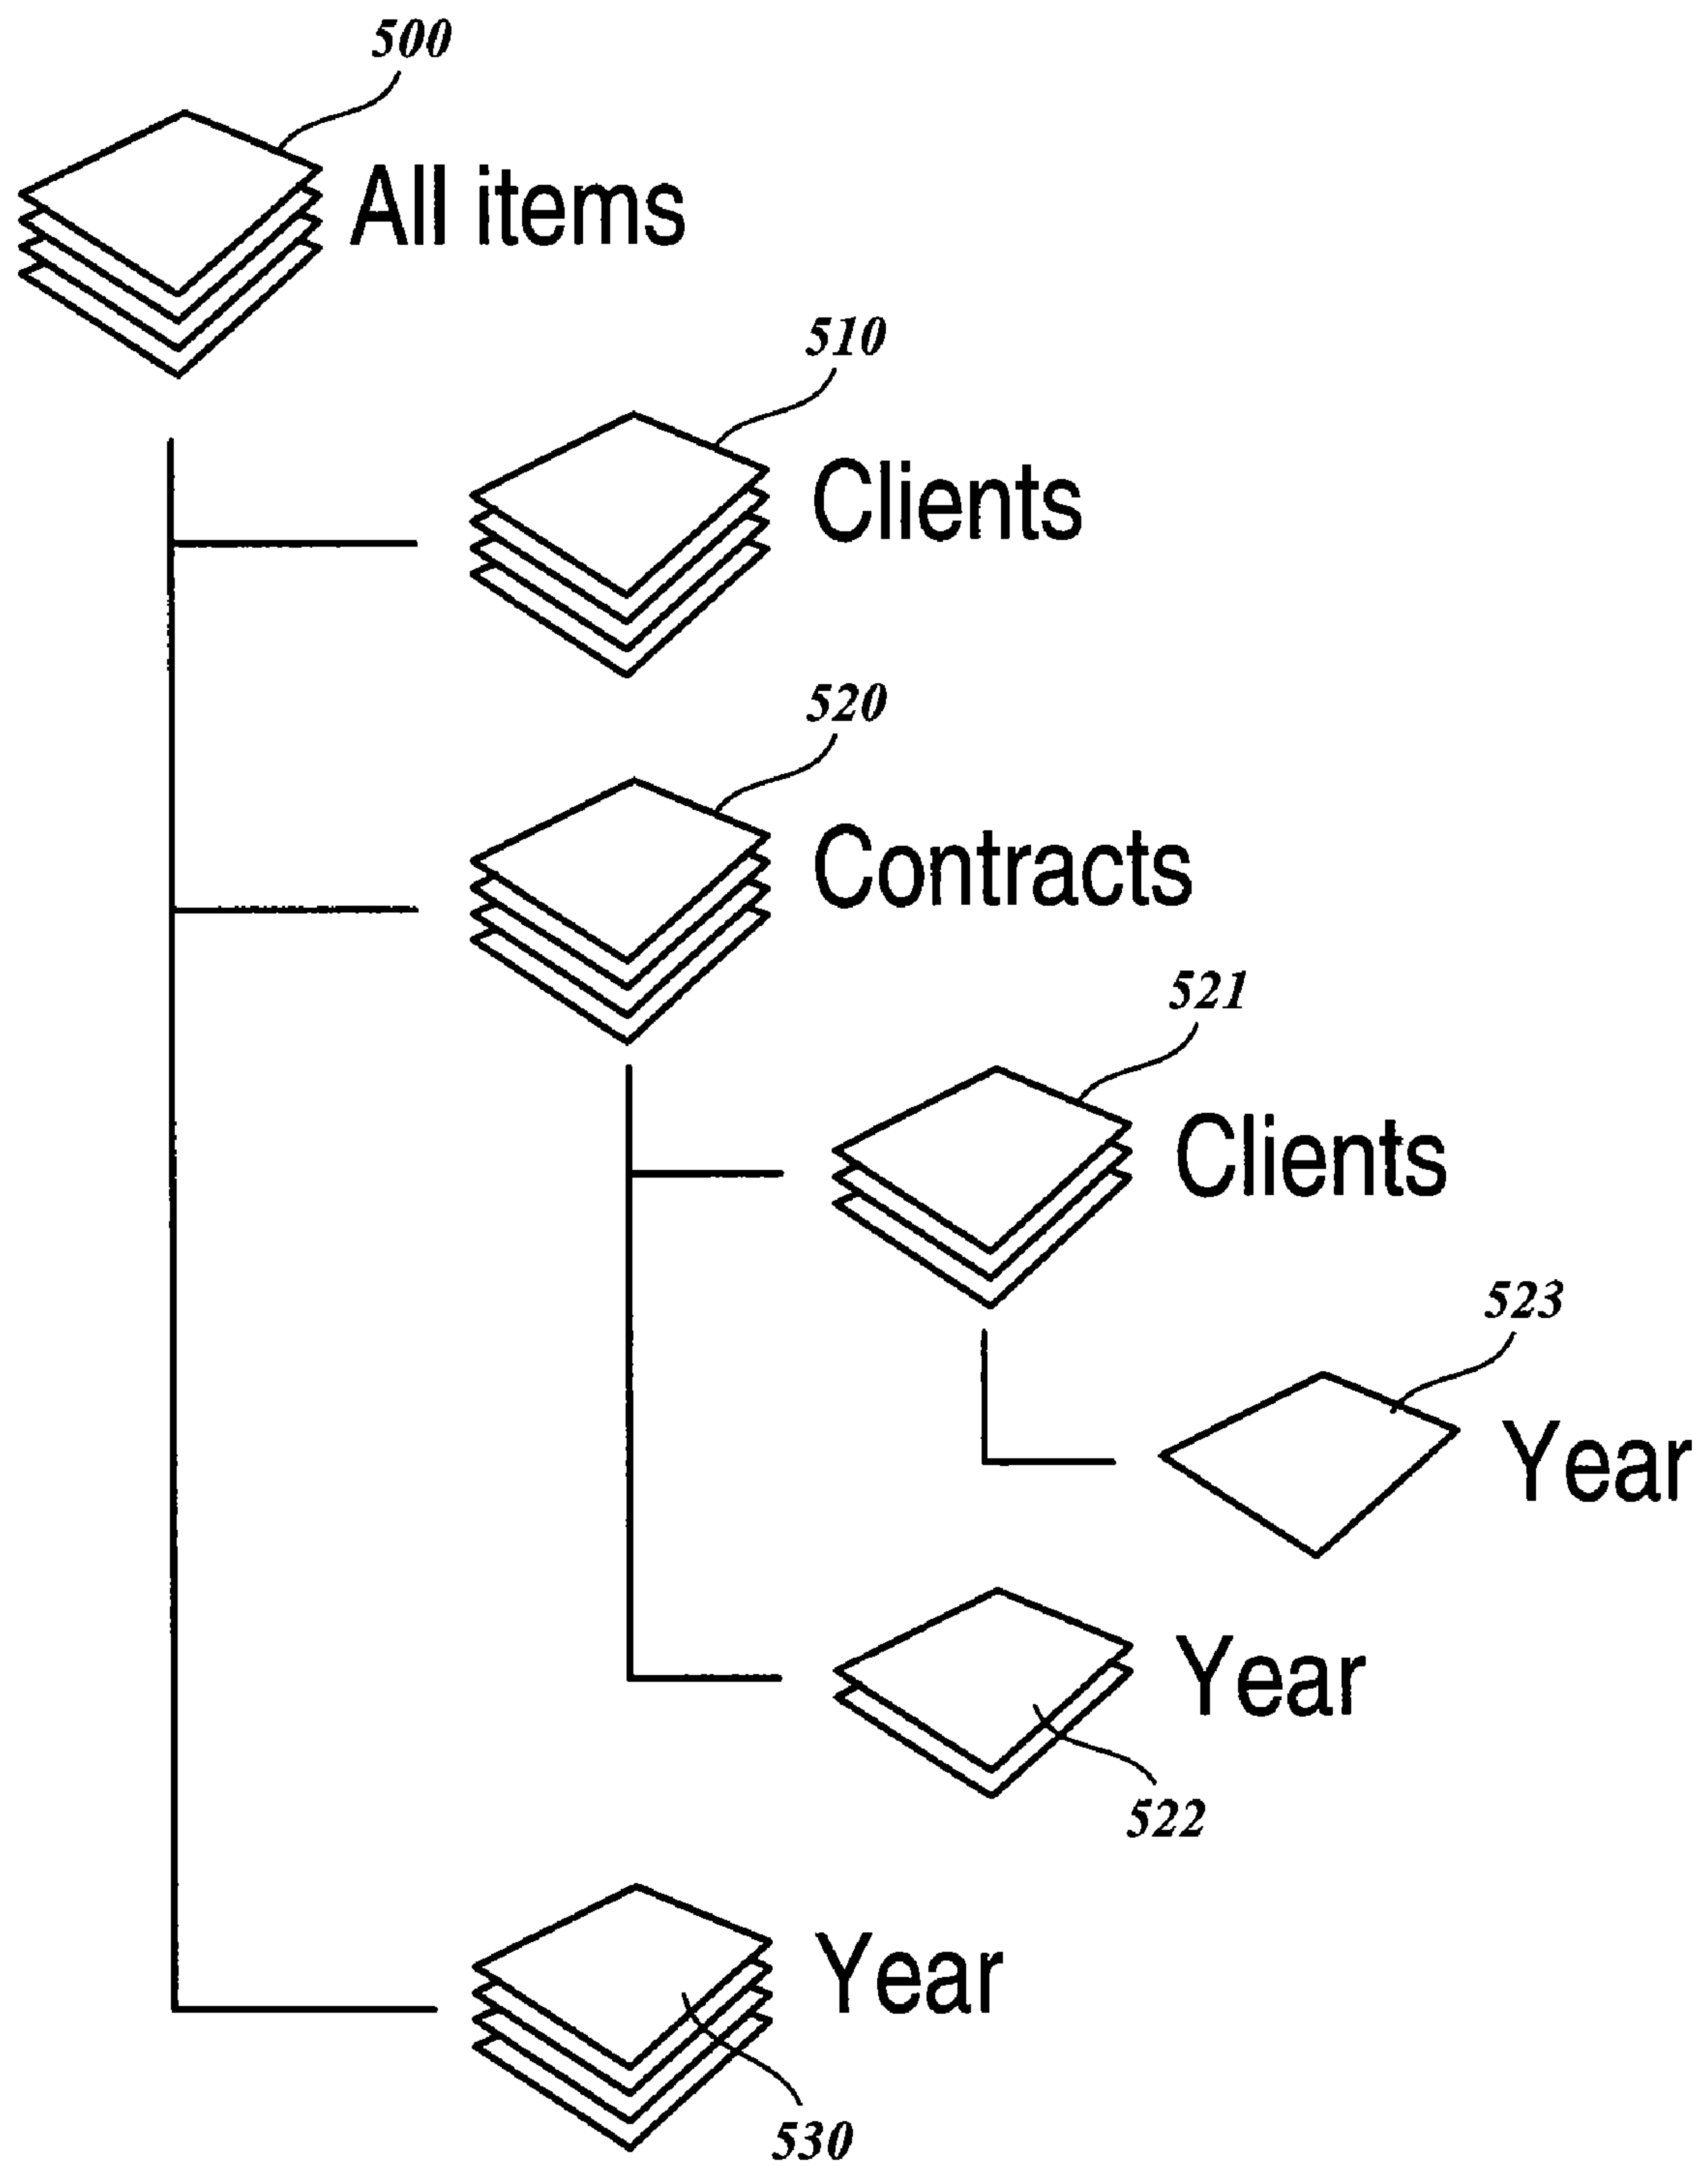 500
All items
510
Clients
520
Contracts
521
Clients
523
Year
Year
522
Year
530